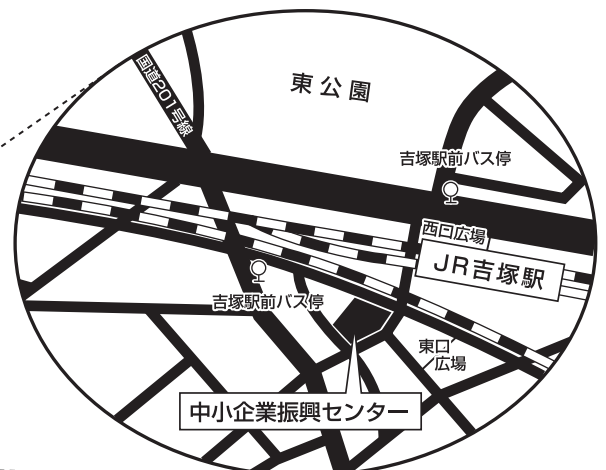 国道201号線
東公園
吉塚駅前バス停
西口広場
JR吉塚駅
吉塚駅前バス停
東口
広場
中小企業振興センター